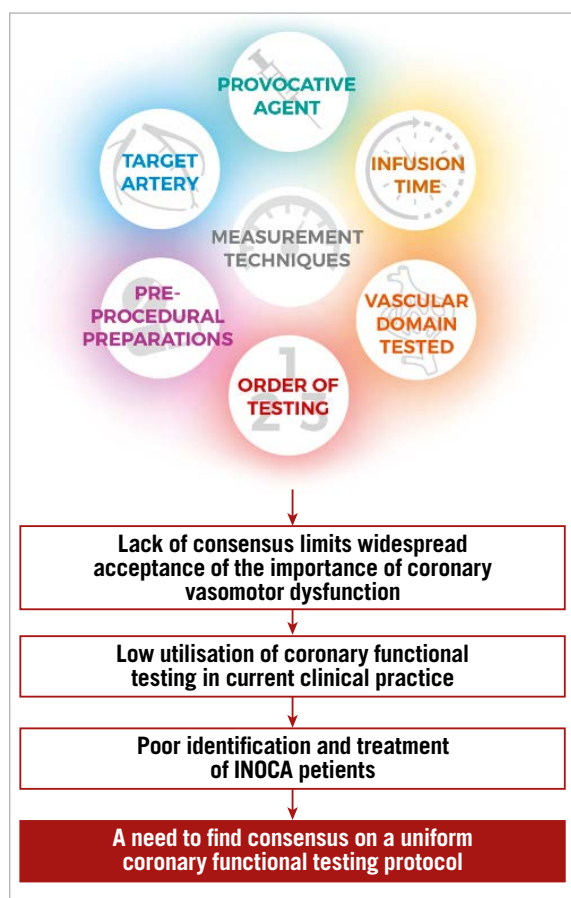 PROVOCATIVE
AGENT
TARGET
ARTERY
INFUSION
TIME
MEASUREMENT
TECHNIQUES
PRE-
PROCEDURAL
PREPARATIONS
VASCULAR
DOMAIN
TESTED
1
2 3
ORDER OF
TESTING
Lack of consensus limits widespread
acceptance of the importance of coronary
vasomotor dysfunction
Low utilisation of coronary functional
testing in current clinical practice
Poor identification and treatment
of INOCA petients
A need to find consensus on a uniform
coronary functional testing protocol